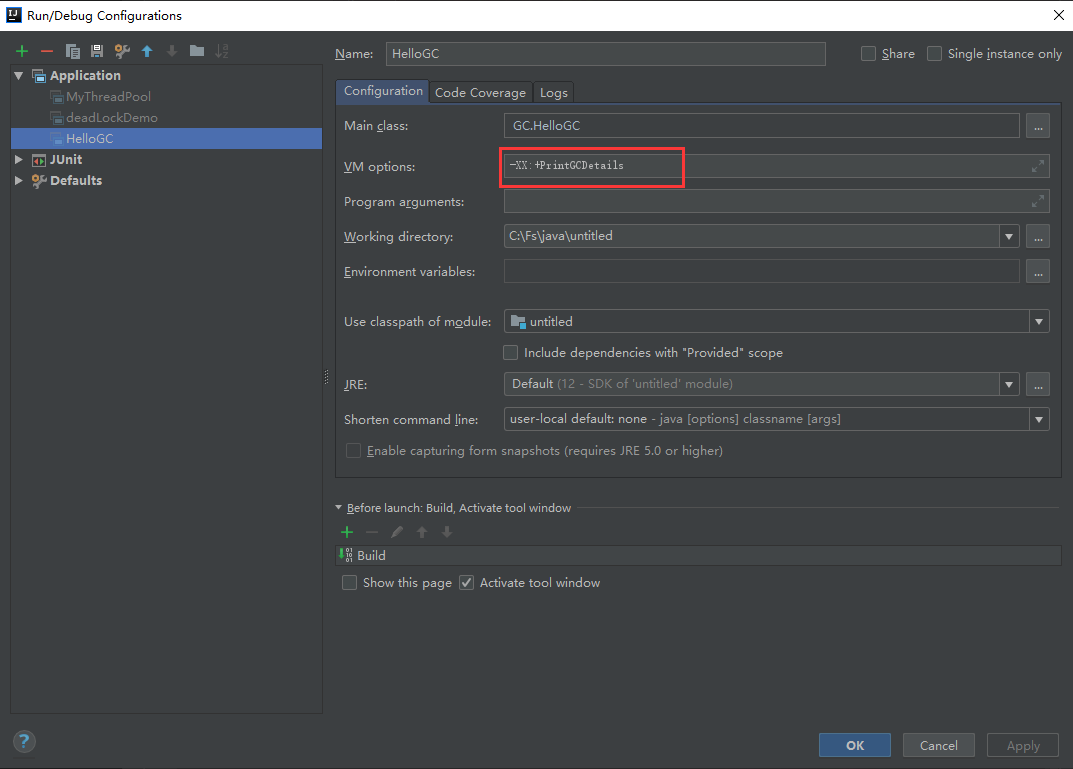 Run/Debug Configurations
Name: HelloGC Share Single instance only
Application
MyThreadPool
deadLockDemo
HelloGC
JUnit
Defaults
Configuration Code Coverage Logs
Main class: GC.HelloGC ...
VM options: -XX:+PrintGCDetails
Program arguments:
Working directory: C:\Fs\java\untitled ...
Environment variables: ...
Use classpath of module: untitled
Include dependencies with "Provided" scope
JRE: Default (12 - SDK of 'untitled' module) ...
Shorten command line: user-local default: none - java [options] classname [args]
Enable capturing form snapshots (requires JRE 5.0 or higher)
Before launch: Build, Activate tool window
Build
Show this page Activate tool window
? OK Cancel Apply